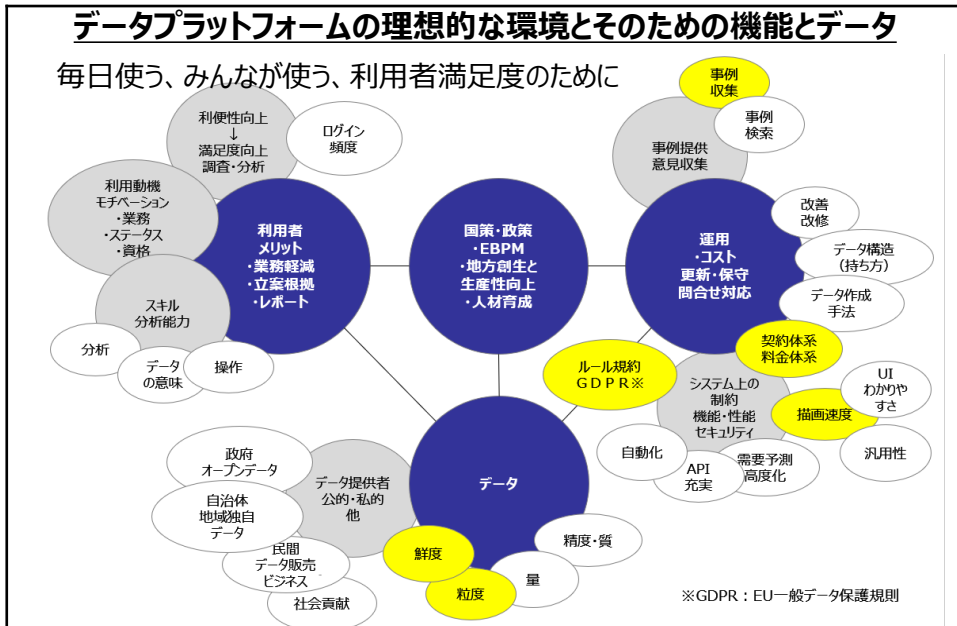 データプラットフォームの理想的な環境とそのための機能とデータ
毎日使う、みんなが使う、利用者満足度のために
利便性向上
↓
満足度向上
調査・分析
ログイン
頻度
利用動機
モチベーション
・業務
・ステータス
・資格
スキル
分析能力
分析
データ
の意味
操作
利用者
メリット
・業務軽減
・立案根拠
・レポート
国策・政策
・EBPM
・地方創生と
生産性向上
・人材育成
事例
収集
事例
検索
事例提供
意見収集
運用
・コスト
更新・保守
問合せ対応
改善
改修
データ構造
（持ち方）
データ作成
手法
契約体系
料金体系
ルール規約
ＧＤＰＲ※
システム上の
制約
機能・性能
セキュリティ
UI
わかりや
すさ
描画速度
汎用性
自動化
API
充実
需要予測
高度化
データ
データ提供者
公的・私的
他
政府
オープンデータ
自治体
地域独自
データ
民間
データ販売
ビジネス
社会貢献
鮮度
粒度
量
精度・質
※GDPR：EU一般データ保護規則